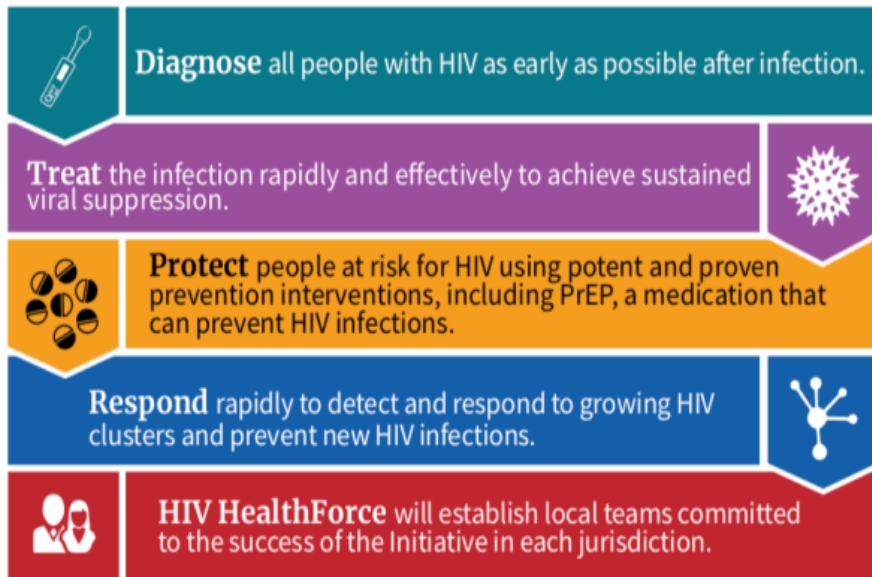 Diagnose all people with HIV as early as possible after infection.
Treat the infection rapidly and effectively to achieve sustained
viral suppression.
Protect people at risk for HIV using potent and proven
prevention interventions, including PrEP, a medication that
can prevent HIV infections.
Respond rapidly to detect and respond to growing HIV
clusters and prevent new HIV infections.
HIV HealthForce will establish local teams committed
to the success of the Initiative in each jurisdiction.